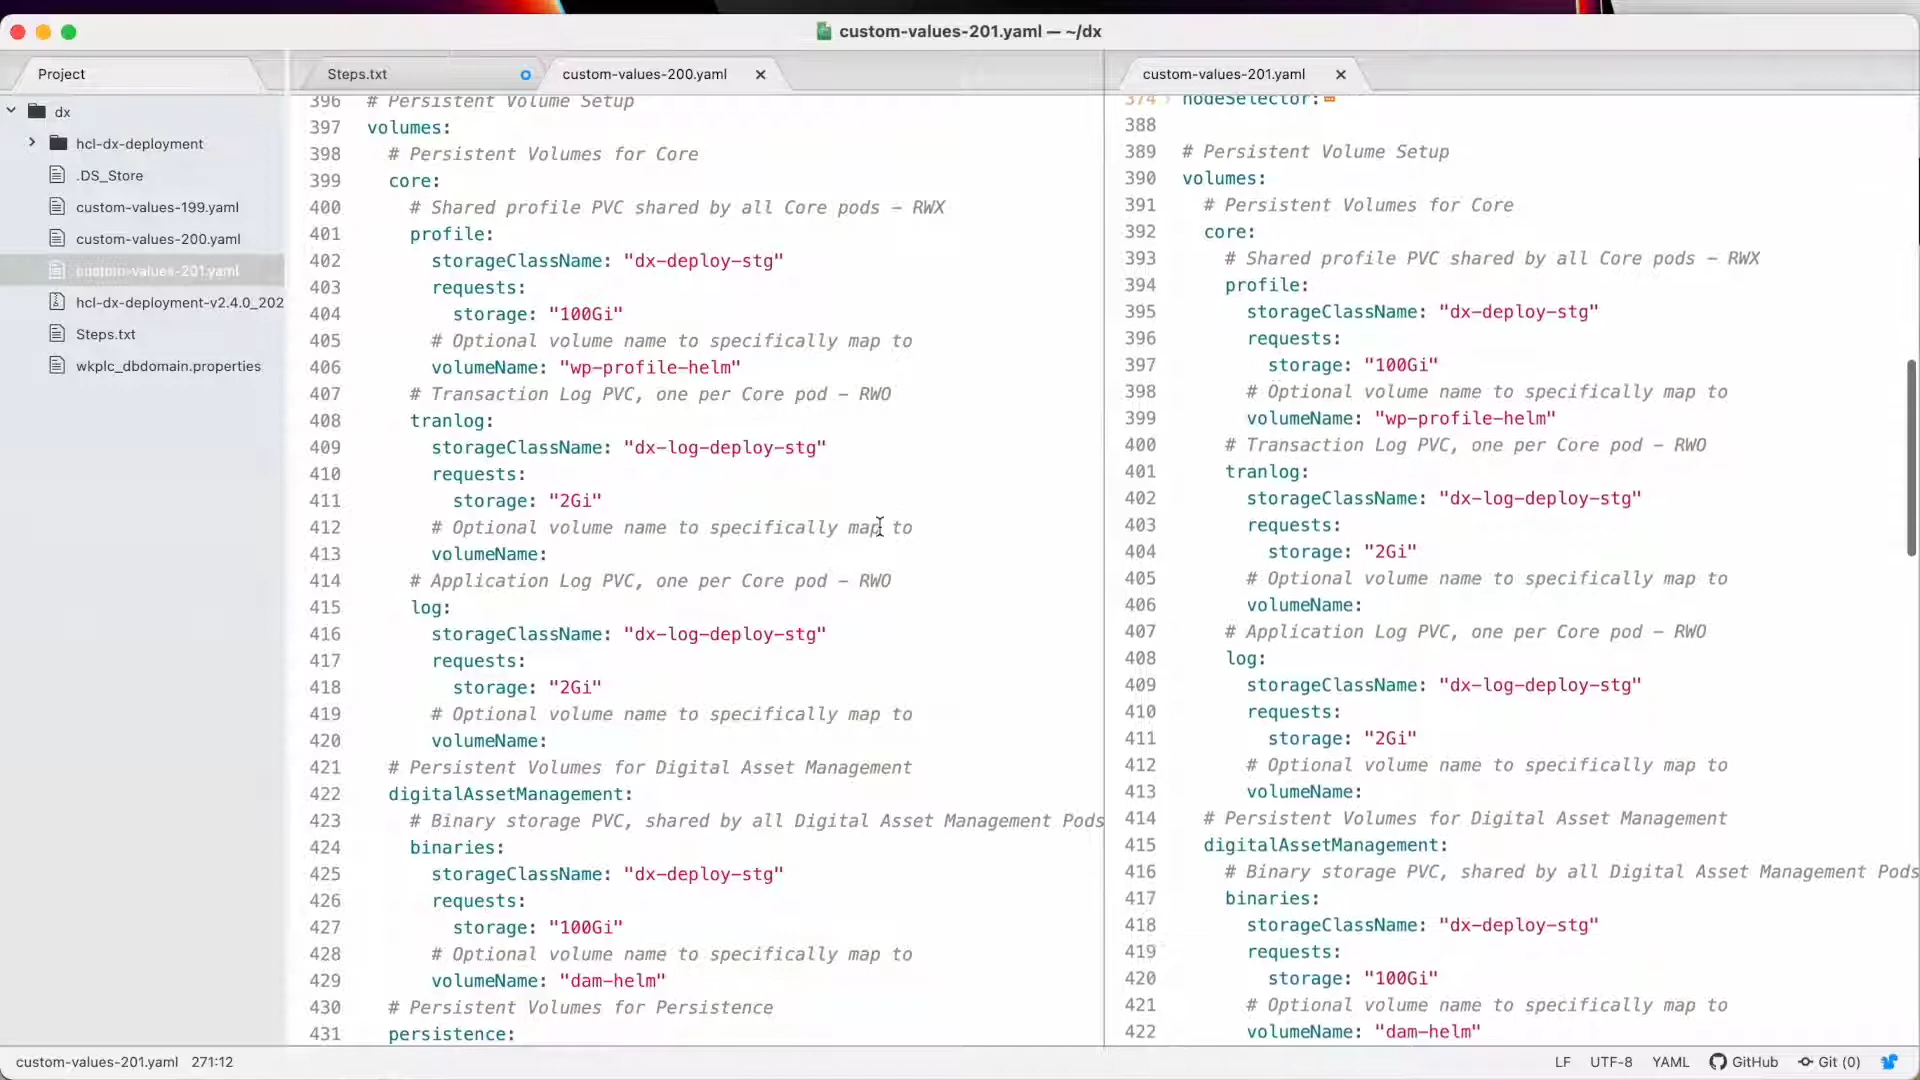 custom-values-201.yaml — ~/dx
Project
Steps.txt
custom-values-200.yaml
custom-values-201.yaml
dx
hcl-dx-deployment
.DS_Store
custom-values-199.yaml
custom-values-200.yaml
custom-values-201.yaml
hcl-dx-deployment-v2.4.0_202
Steps.txt
wkplc_dbdomain.properties
396 # Persistent Volume Setup
397 volumes:
398 # Persistent Volumes for Core
399 core:
400 # Shared profile PVC shared by all Core pods – RWX
401 profile:
402 storageClassName: "dx-deploy-stg"
403 requests:
404 storage: "100Gi"
405 # Optional volume name to specifically map to
406 volumeName: "wp-profile-helm"
407 # Transaction Log PVC, one per Core pod – RWO
408 tranlog:
409 storageClassName: "dx-log-deploy-stg"
410 requests:
411 storage: "2Gi"
412 # Optional volume name to specifically map to
413 volumeName:
414 # Application Log PVC, one per Core pod – RWO
415 log:
416 storageClassName: "dx-log-deploy-stg"
417 requests:
418 storage: "2Gi"
419 # Optional volume name to specifically map to
420 volumeName:
421 # Persistent Volumes for Digital Asset Management
422 digitalAssetManagement:
423 # Binary storage PVC, shared by all Digital Asset Management Pods
424 binaries:
425 storageClassName: "dx-deploy-stg"
426 requests:
427 storage: "100Gi"
428 # Optional volume name to specifically map to
429 volumeName: "dam-helm"
430 # Persistent Volumes for Persistence
431 persistence:
374 nodeSelector:
388
389 # Persistent Volume Setup
390 volumes:
391 # Persistent Volumes for Core
392 core:
393 # Shared profile PVC shared by all Core pods – RWX
394 profile:
395 storageClassName: "dx-deploy-stg"
396 requests:
397 storage: "100Gi"
398 # Optional volume name to specifically map to
399 volumeName: "wp-profile-helm"
400 # Transaction Log PVC, one per Core pod – RWO
401 tranlog:
402 storageClassName: "dx-log-deploy-stg"
403 requests:
404 storage: "2Gi"
405 # Optional volume name to specifically map to
406 volumeName:
407 # Application Log PVC, one per Core pod – RWO
408 log:
409 storageClassName: "dx-log-deploy-stg"
410 requests:
411 storage: "2Gi"
412 # Optional volume name to specifically map to
413 volumeName:
414 # Persistent Volumes for Digital Asset Management
415 digitalAssetManagement:
416 # Binary storage PVC, shared by all Digital Asset Management Pods
417 binaries:
418 storageClassName: "dx-deploy-stg"
419 requests:
420 storage: "100Gi"
421 # Optional volume name to specifically map to
422 volumeName: "dam-helm"
custom-values-201.yaml 271:12
LF UTF-8 YAML GitHub Git (0)